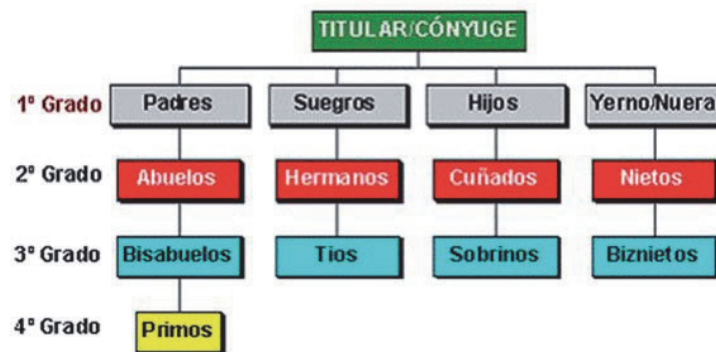 TITULAR/CÓNYUGE
1º Grado Padres Suegros Hijos Yerno/Nuera
2º Grado Abuelos Hermanos Cuñados Nietos
3º Grado Bisabuelos Tios Sobrinos Biznietos
4º Grado Primos